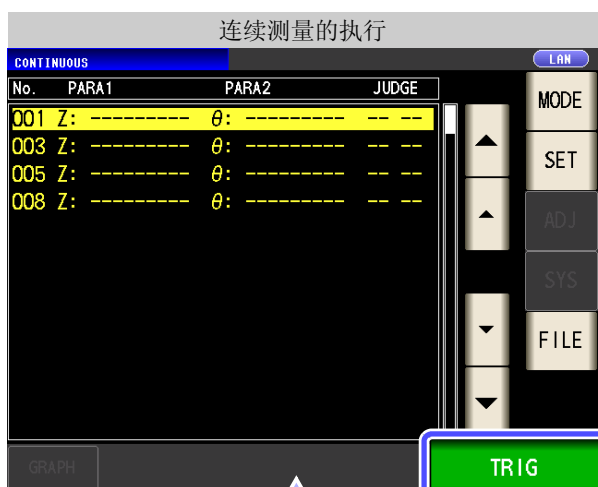 连续测量的执行
CONTINUOUS LAN
No. PARA1 PARA2 JUDGE
001 Z: --------- θ: --------- -- --
003 Z: --------- θ: --------- -- --
005 Z: --------- θ: --------- -- --
008 Z: --------- θ: --------- -- --
MODE
SET
ADJ
SYS
FILE
GRAPH
TRIG